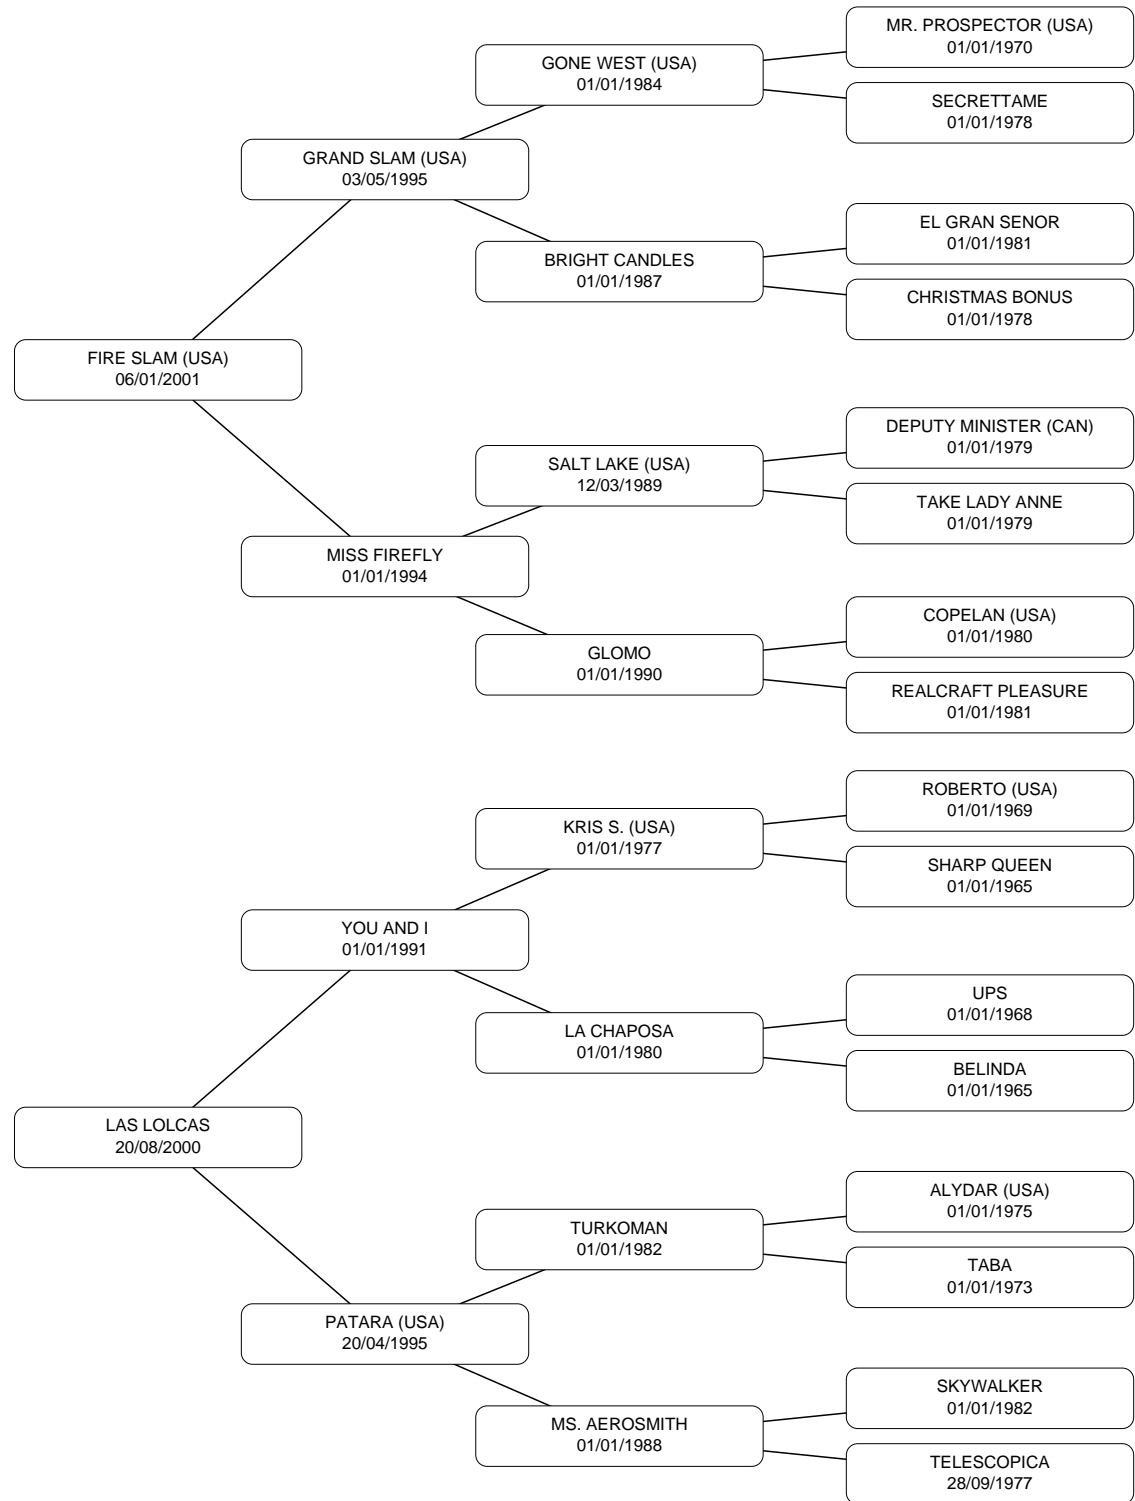 MR. PROSPECTOR (USA)
01/01/1970
GONE WEST (USA)
01/01/1984
SECRETTAME
01/01/1978
GRAND SLAM (USA)
03/05/1995
EL GRAN SENOR
01/01/1981
BRIGHT CANDLES
01/01/1987
CHRISTMAS BONUS
01/01/1978
FIRE SLAM (USA)
06/01/2001
DEPUTY MINISTER (CAN)
01/01/1979
SALT LAKE (USA)
12/03/1989
TAKE LADY ANNE
01/01/1979
MISS FIREFLY
01/01/1994
COPELAN (USA)
01/01/1980
GLOMO
01/01/1990
REALCRAFT PLEASURE
01/01/1981
ROBERTO (USA)
01/01/1969
KRIS S. (USA)
01/01/1977
SHARP QUEEN
01/01/1965
YOU AND I
01/01/1991
UPS
01/01/1968
LA CHAPOSA
01/01/1980
BELINDA
01/01/1965
LAS LOLCAS
20/08/2000
ALYDAR (USA)
01/01/1975
TURKOMAN
01/01/1982
TABA
01/01/1973
PATARA (USA)
20/04/1995
SKYWALKER
01/01/1982
MS. AEROSMITH
01/01/1988
TELESCOPICA
28/09/1977